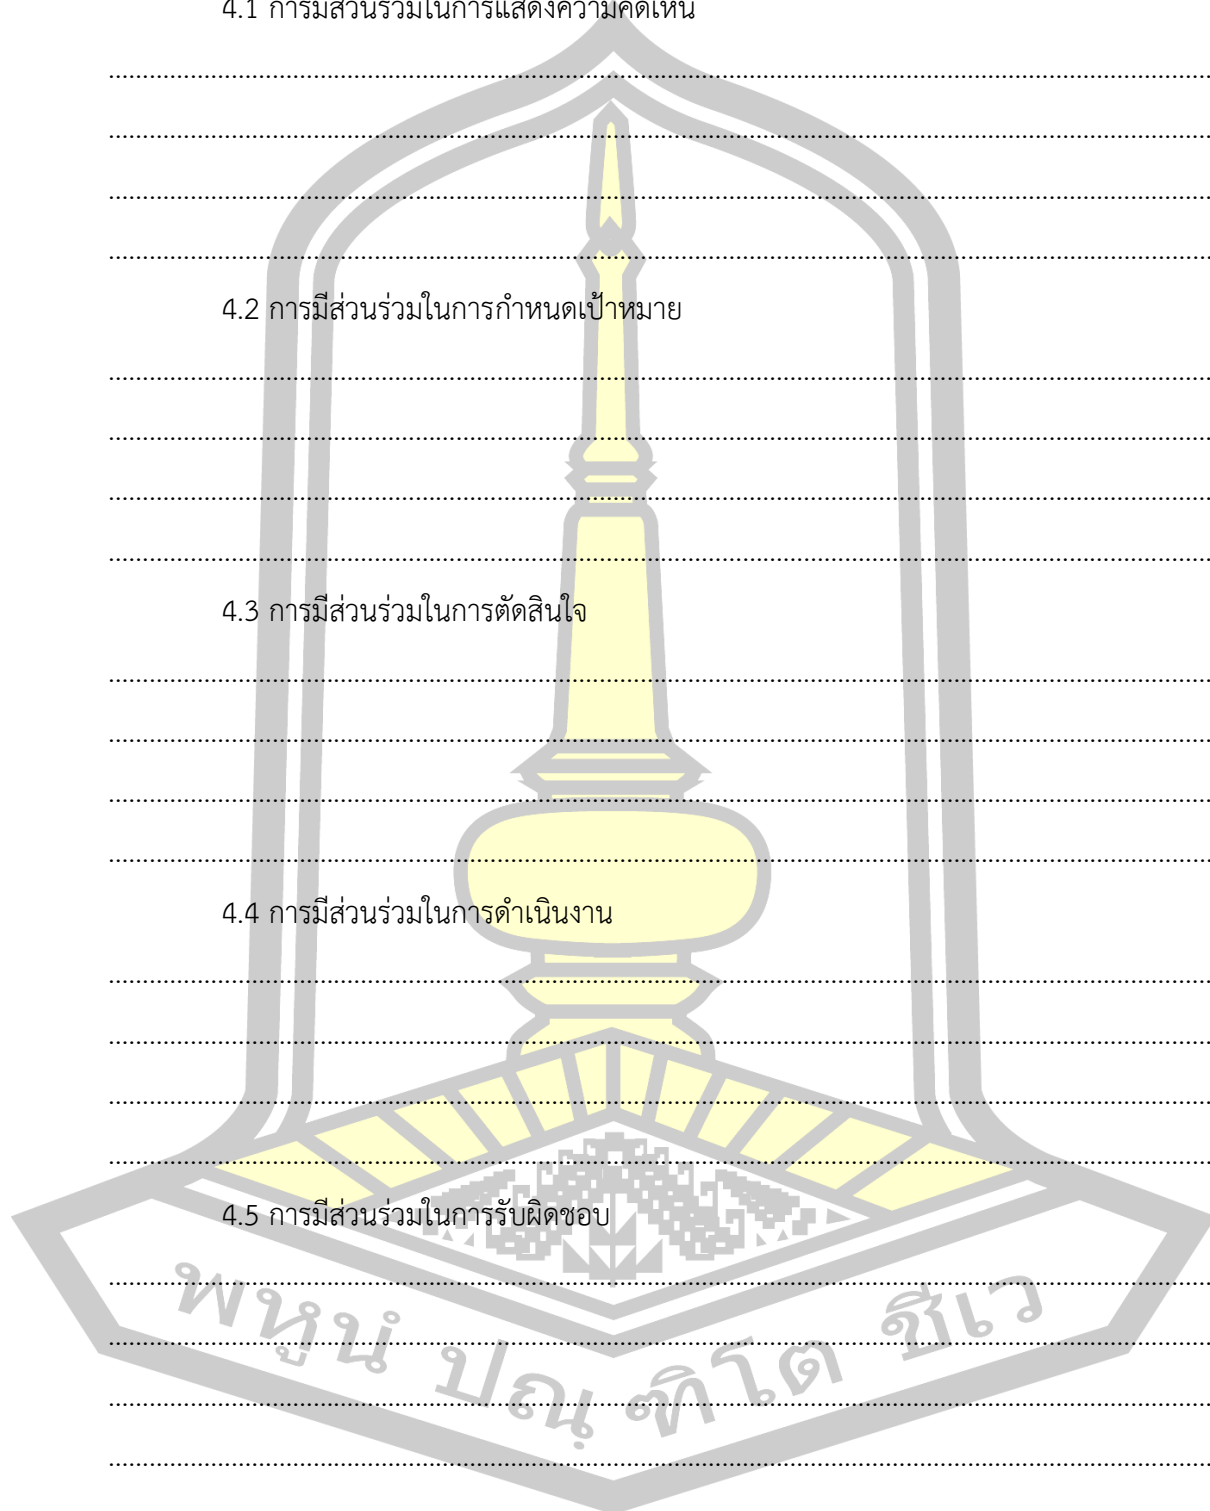 4.1 การมีส่วนร่วมในการแสดงความคิดเห็น
4.2 การมีส่วนร่วมในการกำหนดเป้าหมาย
4.3 การมีส่วนร่วมในการตัดสินใจ
4.4 การมีส่วนร่วมในการดำเนินงาน
4.5 การมีส่วนร่วมในการรับผิดชอบ
พหูนํ ปณฺฑิโต ชีเว